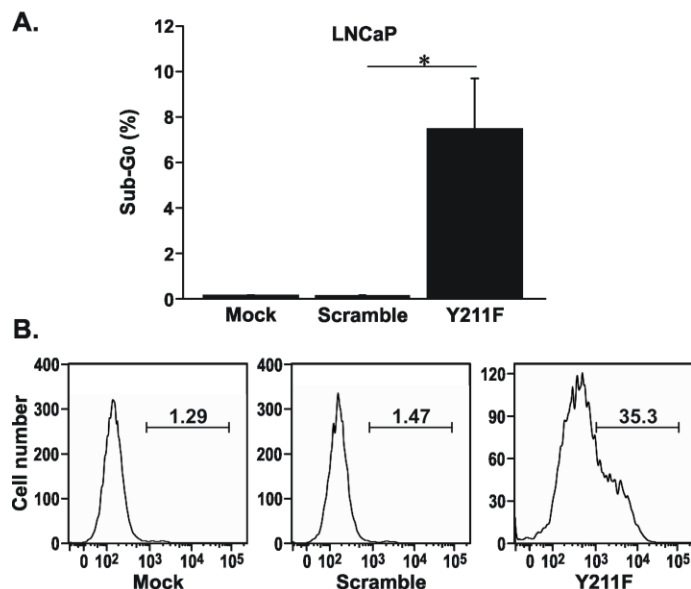 A.
LNCaP
*
12
10
8
6
4
2
0
Sub-G0 (%)
Mock Scramble Y211F
B.
Cell number
400
300
200
100
0
1.29
0 10² 10³ 10⁴ 10⁵
Mock
400
300
200
100
0
1.47
0 10² 10³ 10⁴ 10⁵
Scramble
120
90
60
30
0
35.3
0 10² 10³ 10⁴ 10⁵
Y211F